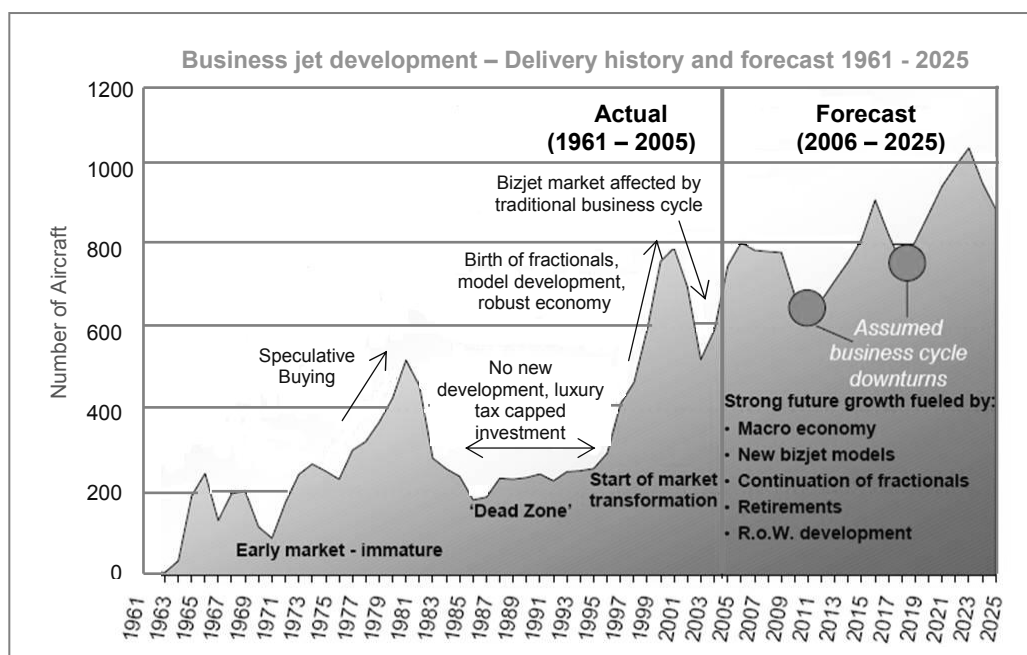 Business jet development – Delivery history and forecast 1961 - 2025
1200
1000
800
600
400
200
0
Number of Aircraft
Actual
(1961 – 2005)
Forecast
(2006 – 2025)
Bizjet market affected by
traditional business cycle
Birth of fractionals,
model development,
robust economy
Speculative
Buying
No new
development, luxury
tax capped
investment
Assumed
business cycle
downturns
Strong future growth fueled by:
• Macro economy
• New bizjet models
• Continuation of fractionals
• Retirements
• R.o.W. development
Start of market
transformation
'Dead Zone'
Early market - immature
1961
1963
1965
1967
1969
1971
1973
1975
1977
1979
1981
1983
1985
1987
1989
1991
1993
1995
1997
1999
2001
2003
2005
2007
2009
2011
2013
2015
2017
2019
2021
2023
2025